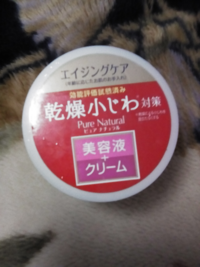 エイジングケア
効能評価試験済み
乾燥小じわ 対策
Pure Natural
ピュア ナチュラル
美容液
+
クリーム